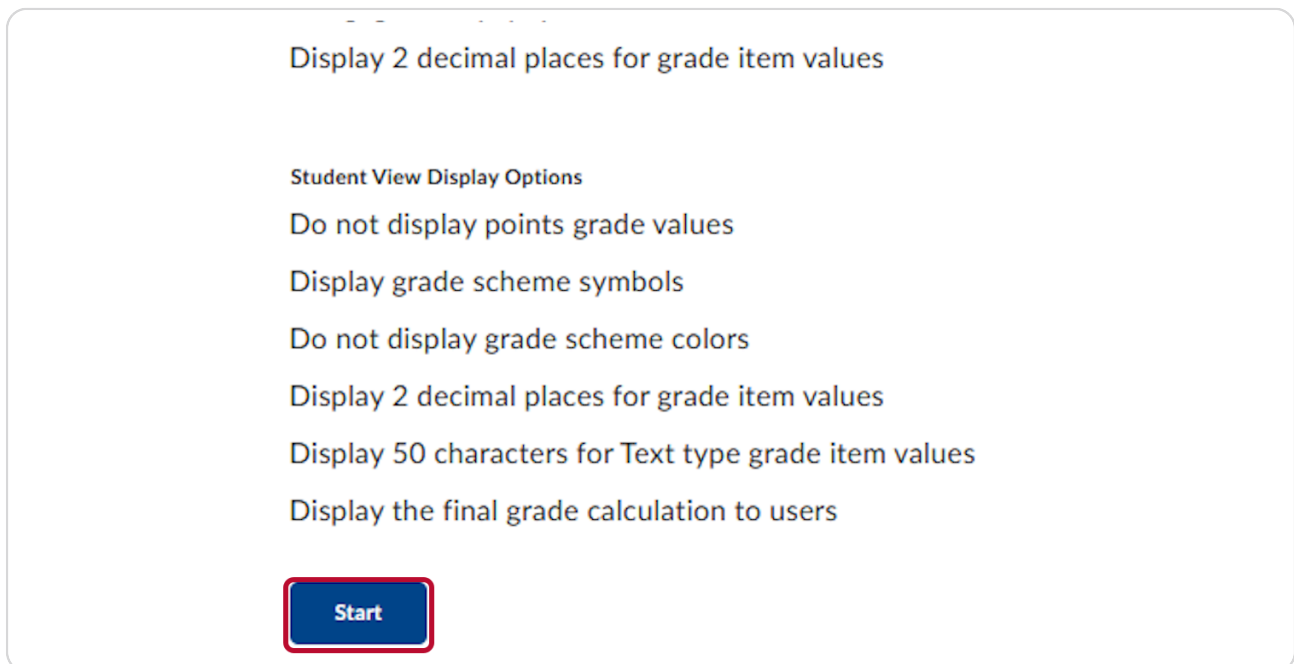 Display 2 decimal places for grade item values
Student View Display Options
Do not display points grade values
Display grade scheme symbols
Do not display grade scheme colors
Display 2 decimal places for grade item values
Display 50 characters for Text type grade item values
Display the final grade calculation to users
Start